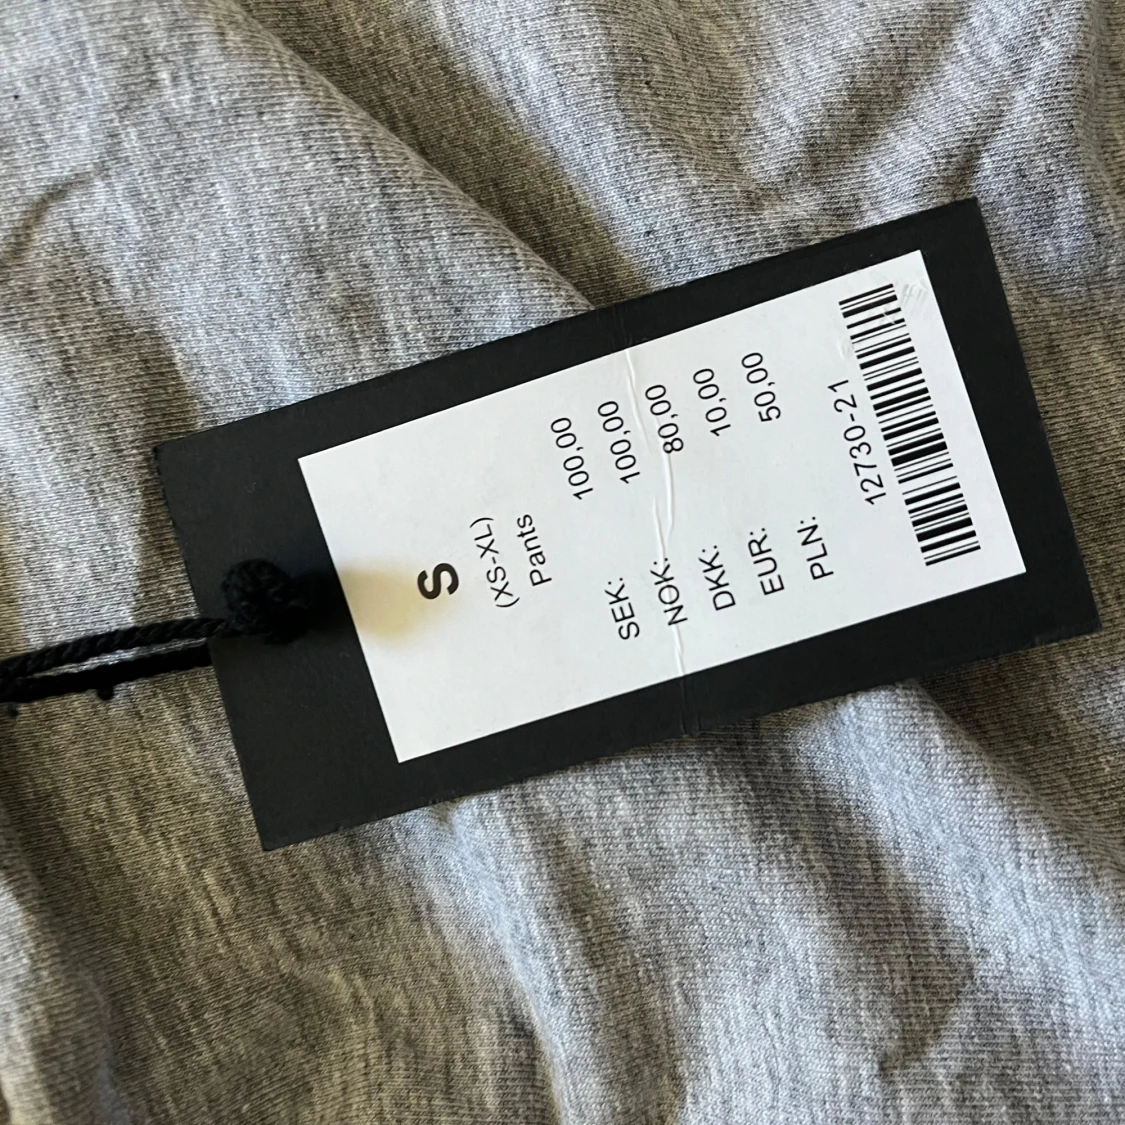 S
(XS-XL)
Pants
SEK: 100,00
NOK: 100,00
DKK: 80,00
EUR: 10,00
PLN: 50,00
12730-21